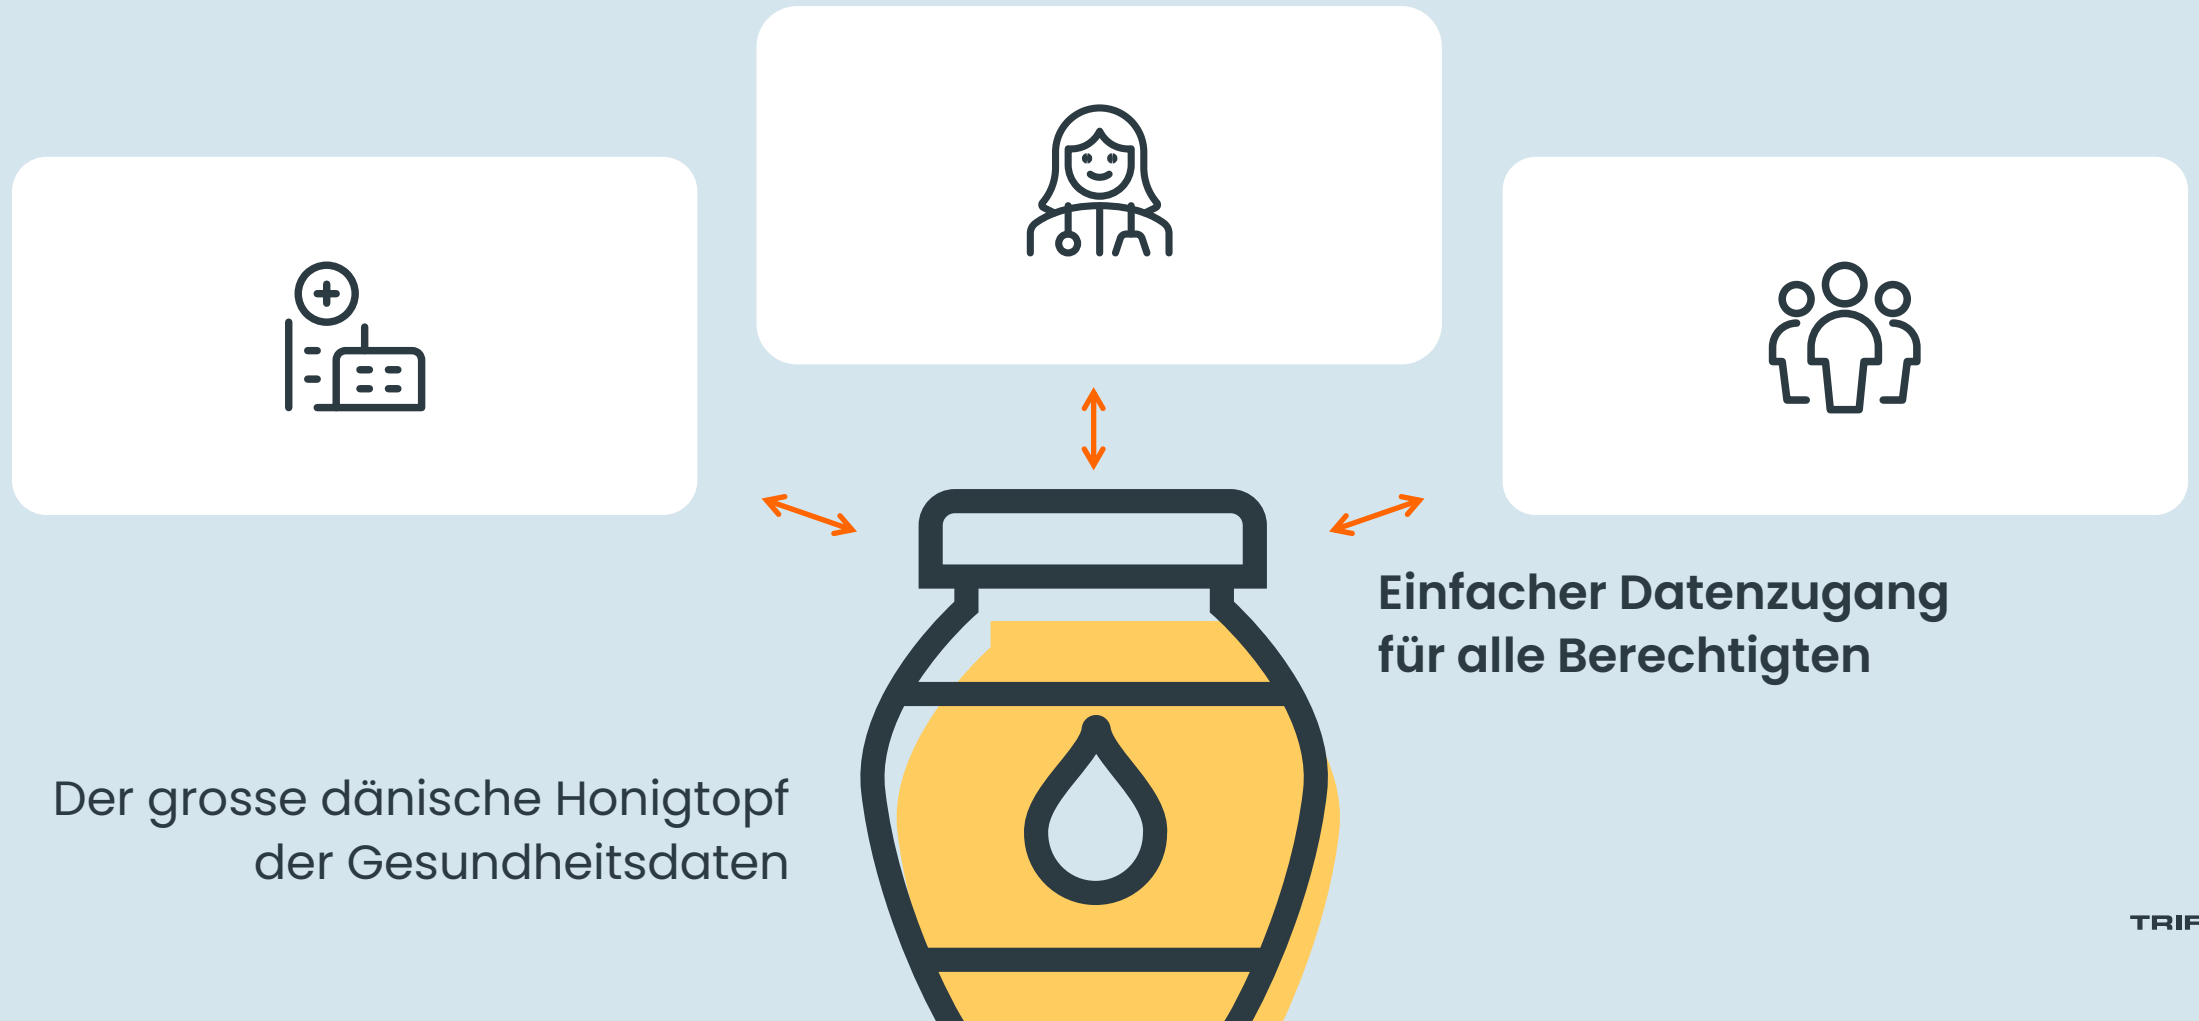 Einfacher Datenzugang
für alle Berechtigten
Der grosse dänische Honigtopf
der Gesundheitsdaten